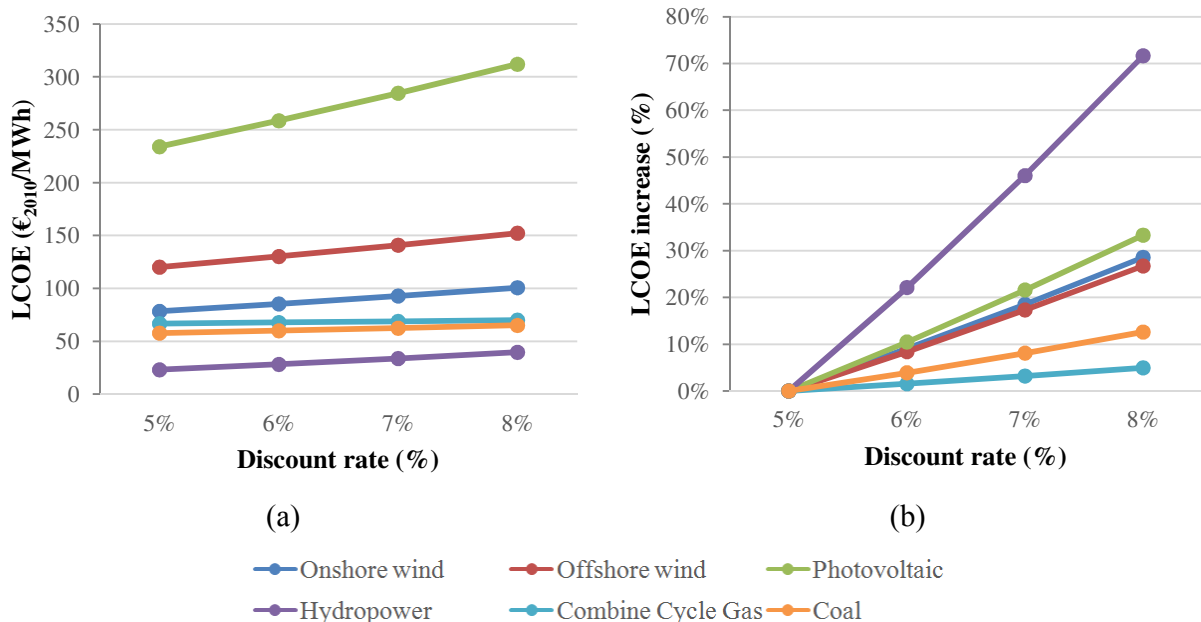 350
300
250
200
150
100
50
0
LCOE (€2010/MWh)
5% 6% 7% 8%
Discount rate (%)
(a)
80%
70%
60%
50%
40%
30%
20%
10%
0%
LCOE increase (%)
5% 6% 7% 8%
Discount rate (%)
(b)
Onshore wind Offshore wind Photovoltaic
Hydropower Combine Cycle Gas Coal